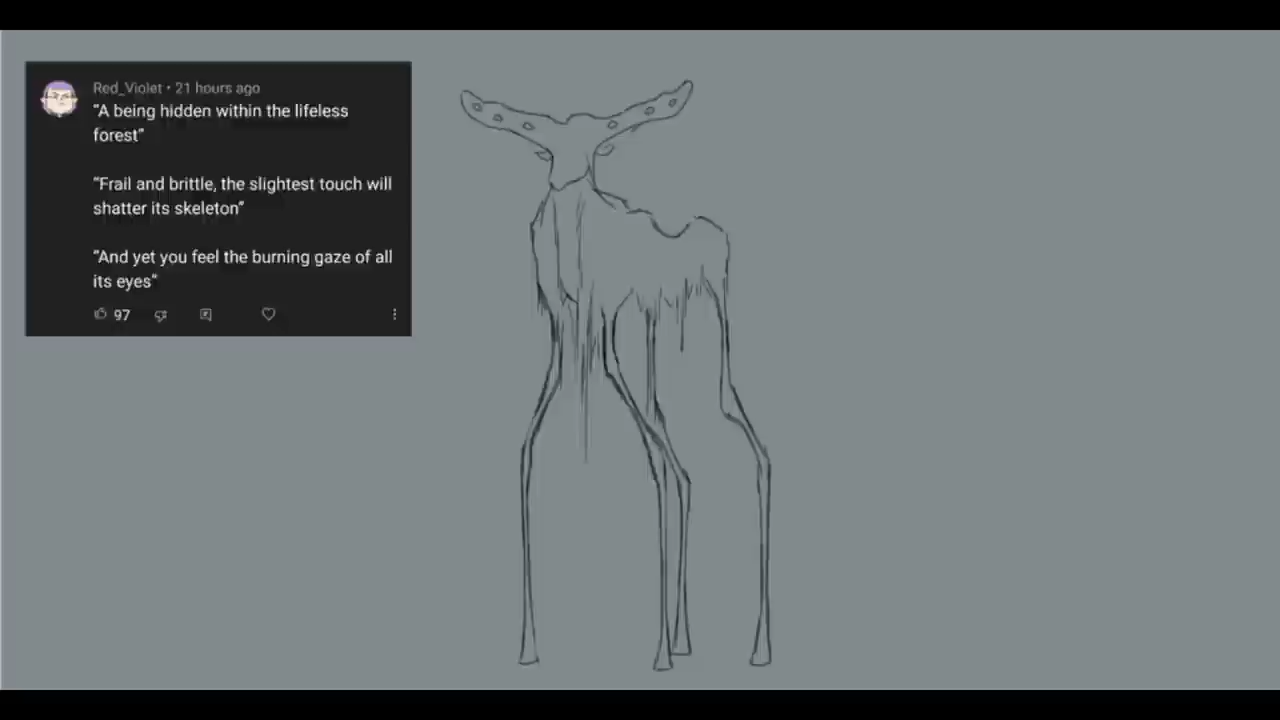 Red_Violet • 21 hours ago
“A being hidden within the lifeless
forest”
“Frail and brittle, the slightest touch will
shatter its skeleton”
“And yet you feel the burning gaze of all
its eyes“
97